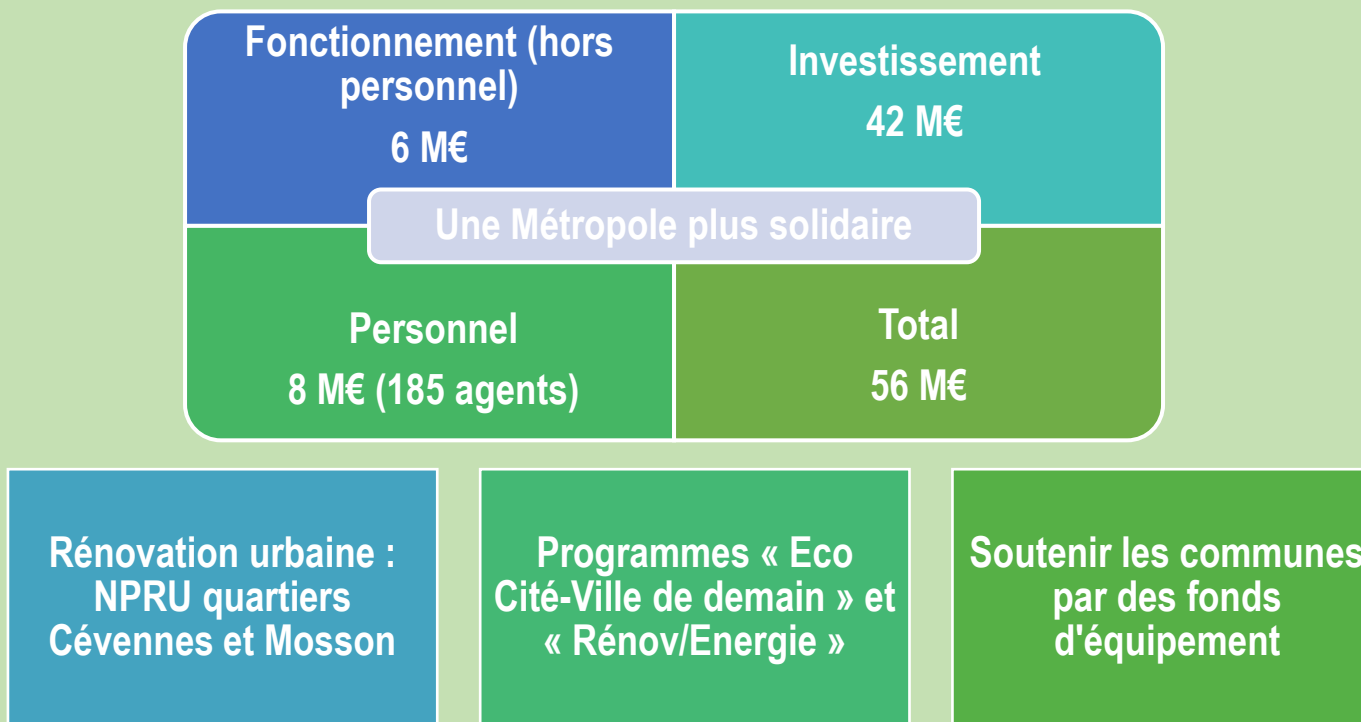 Fonctionnement (hors
personnel)
6 M€
Investissement
42 M€
Une Métropole plus solidaire
Personnel
8 M€ (185 agents)
Total
56 M€
Rénovation urbaine :
NPRU quartiers
Cévennes et Mosson
Programmes « Eco
Cité-Ville de demain » et
« Rénov/Energie »
Soutenir les communes
par des fonds
d'équipement